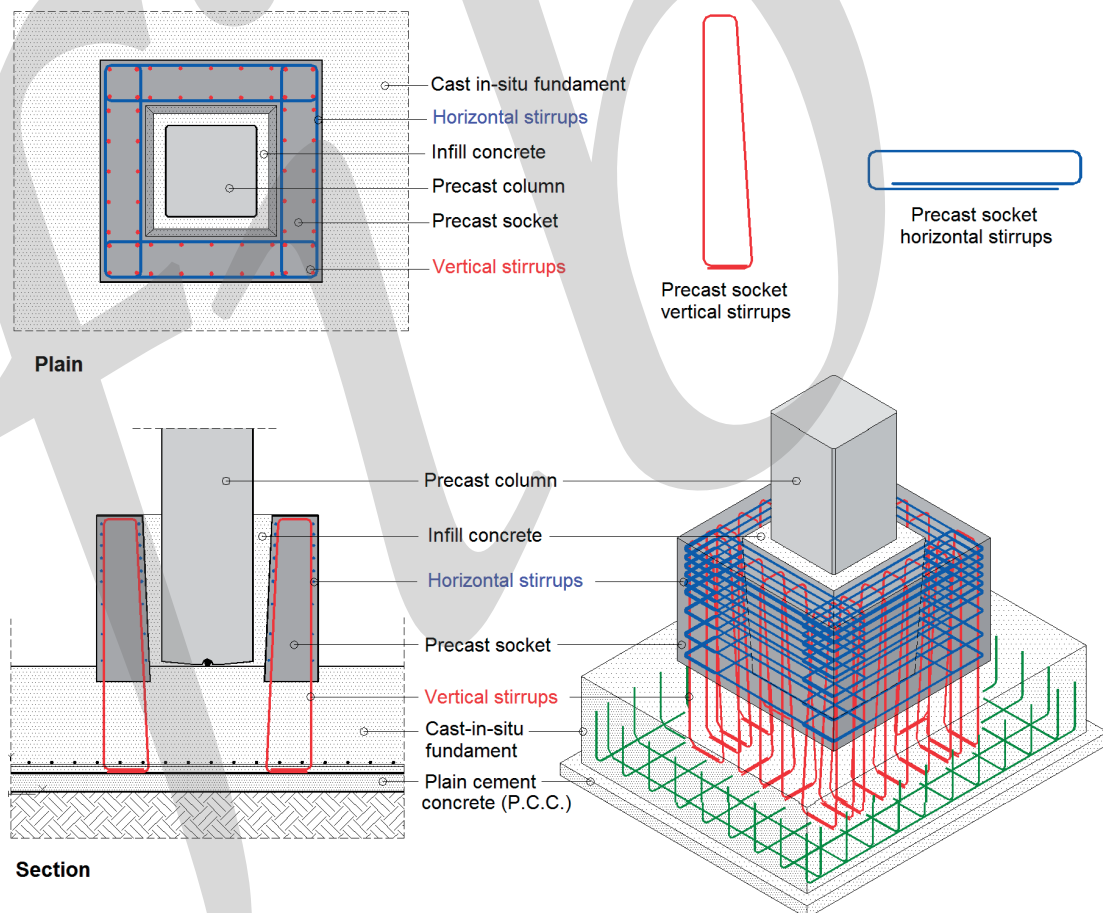 Cast in-situ fundament
Horizontal stirrups
Infill concrete
Precast column
Precast socket
Vertical stirrups
Plain
Precast socket
vertical stirrups
Precast socket
horizontal stirrups
Precast column
Infill concrete
Horizontal stirrups
Precast socket
Vertical stirrups
Cast-in-situ
fundament
Plain cement
concrete (P.C.C.)
Section